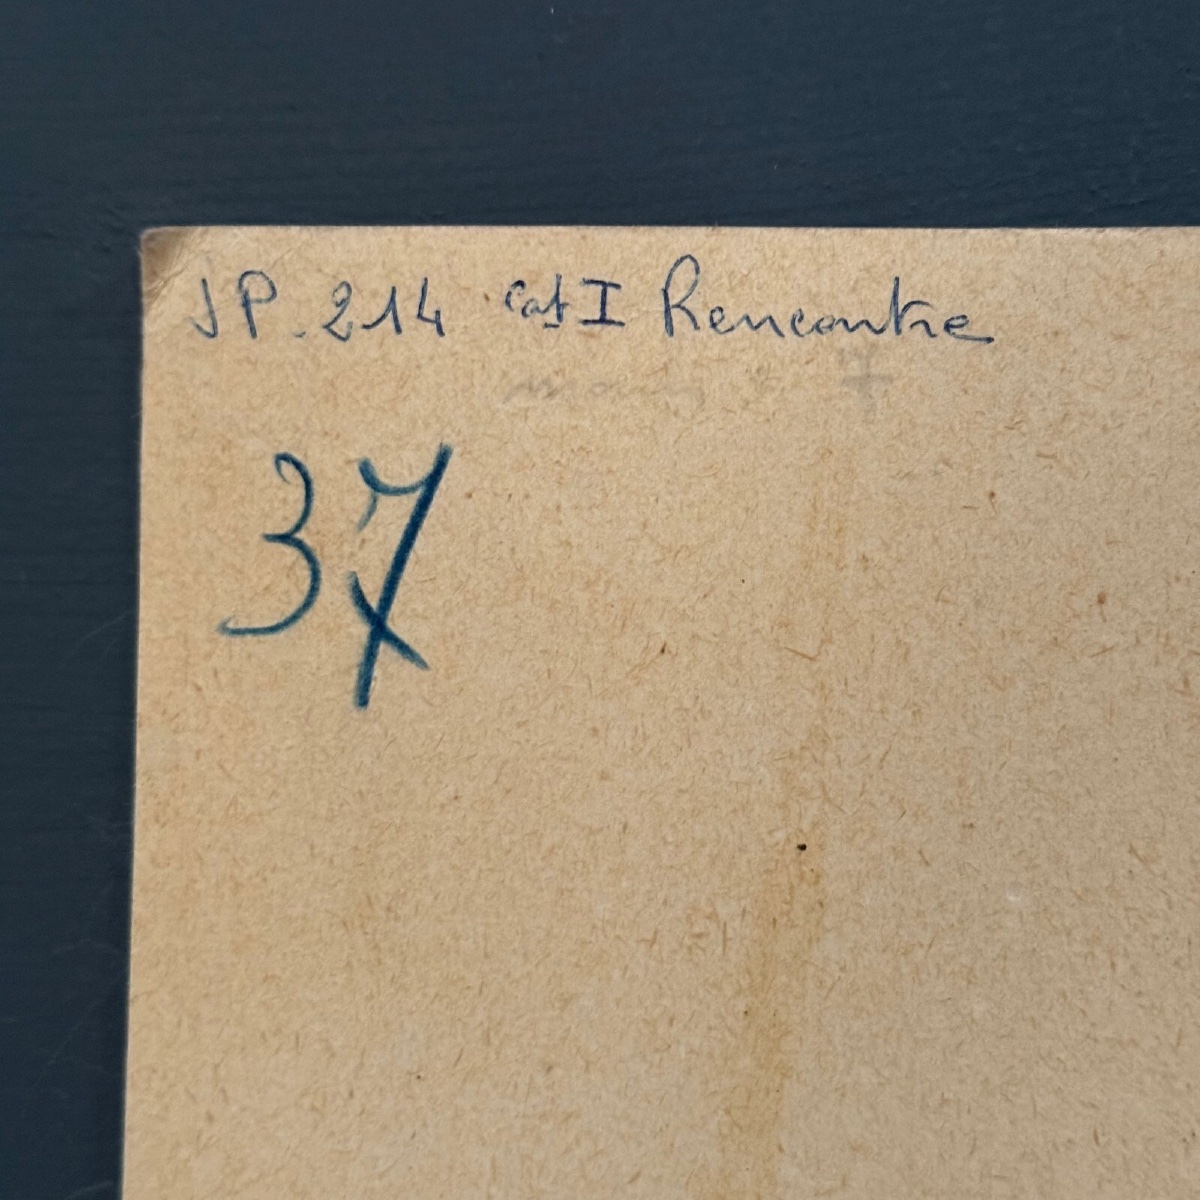 JP. 214 Cat I Rencontre
37